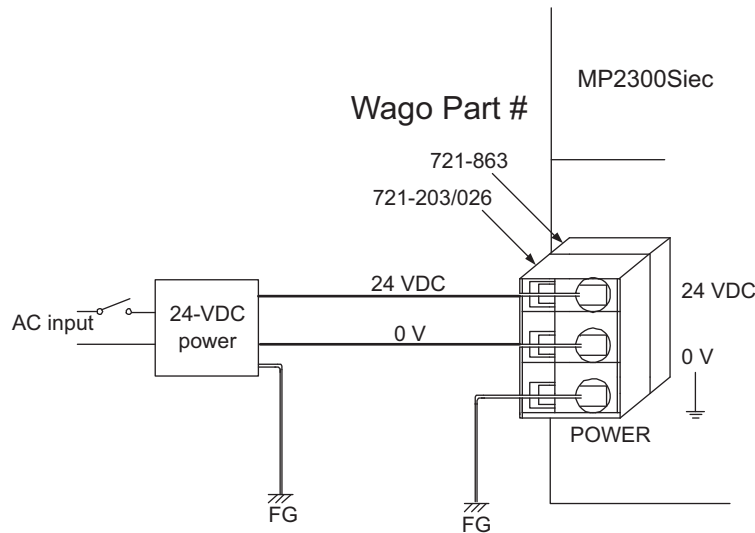 MP2300Siec
Wago Part #
721-863
721-203/026
24 VDC
24 VDC
AC input
24-VDC
power
0 V
0 V
POWER
FG
FG